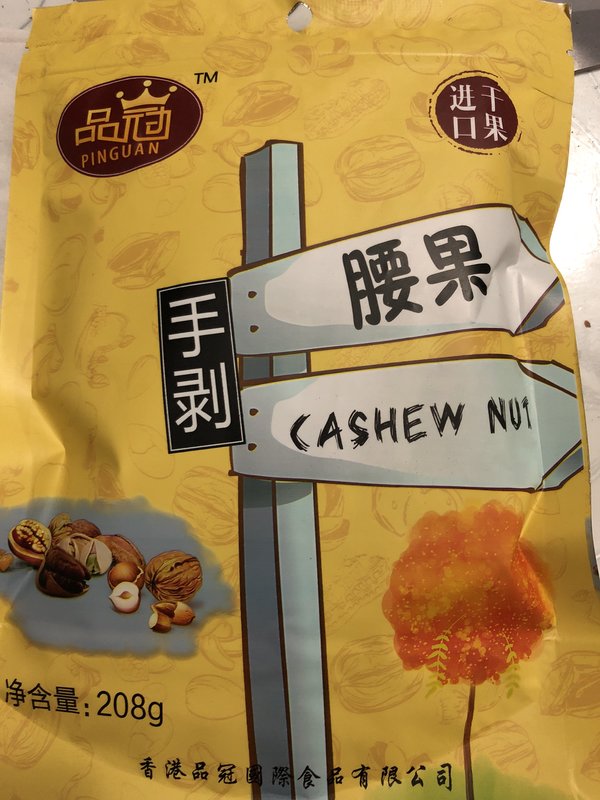 TM
品冠
PINGUAN
进口
干果
腰果
手剥
CASHEW NUT
净含量:208g
香港品冠國際食品有限公司